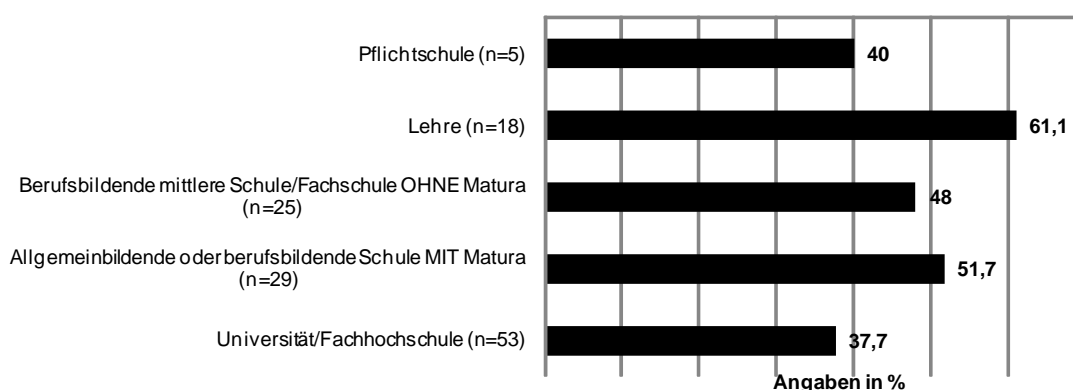 Pflichtschule (n=5)
40
Lehre (n=18)
61,1
Berufsbildende mittlere Schule/Fachschule OHNE Matura
(n=25)
48
Allgemeinbildende oder berufsbildende Schule MIT Matura
(n=29)
51,7
Universität/Fachhochschule (n=53)
37,7
Angaben in %